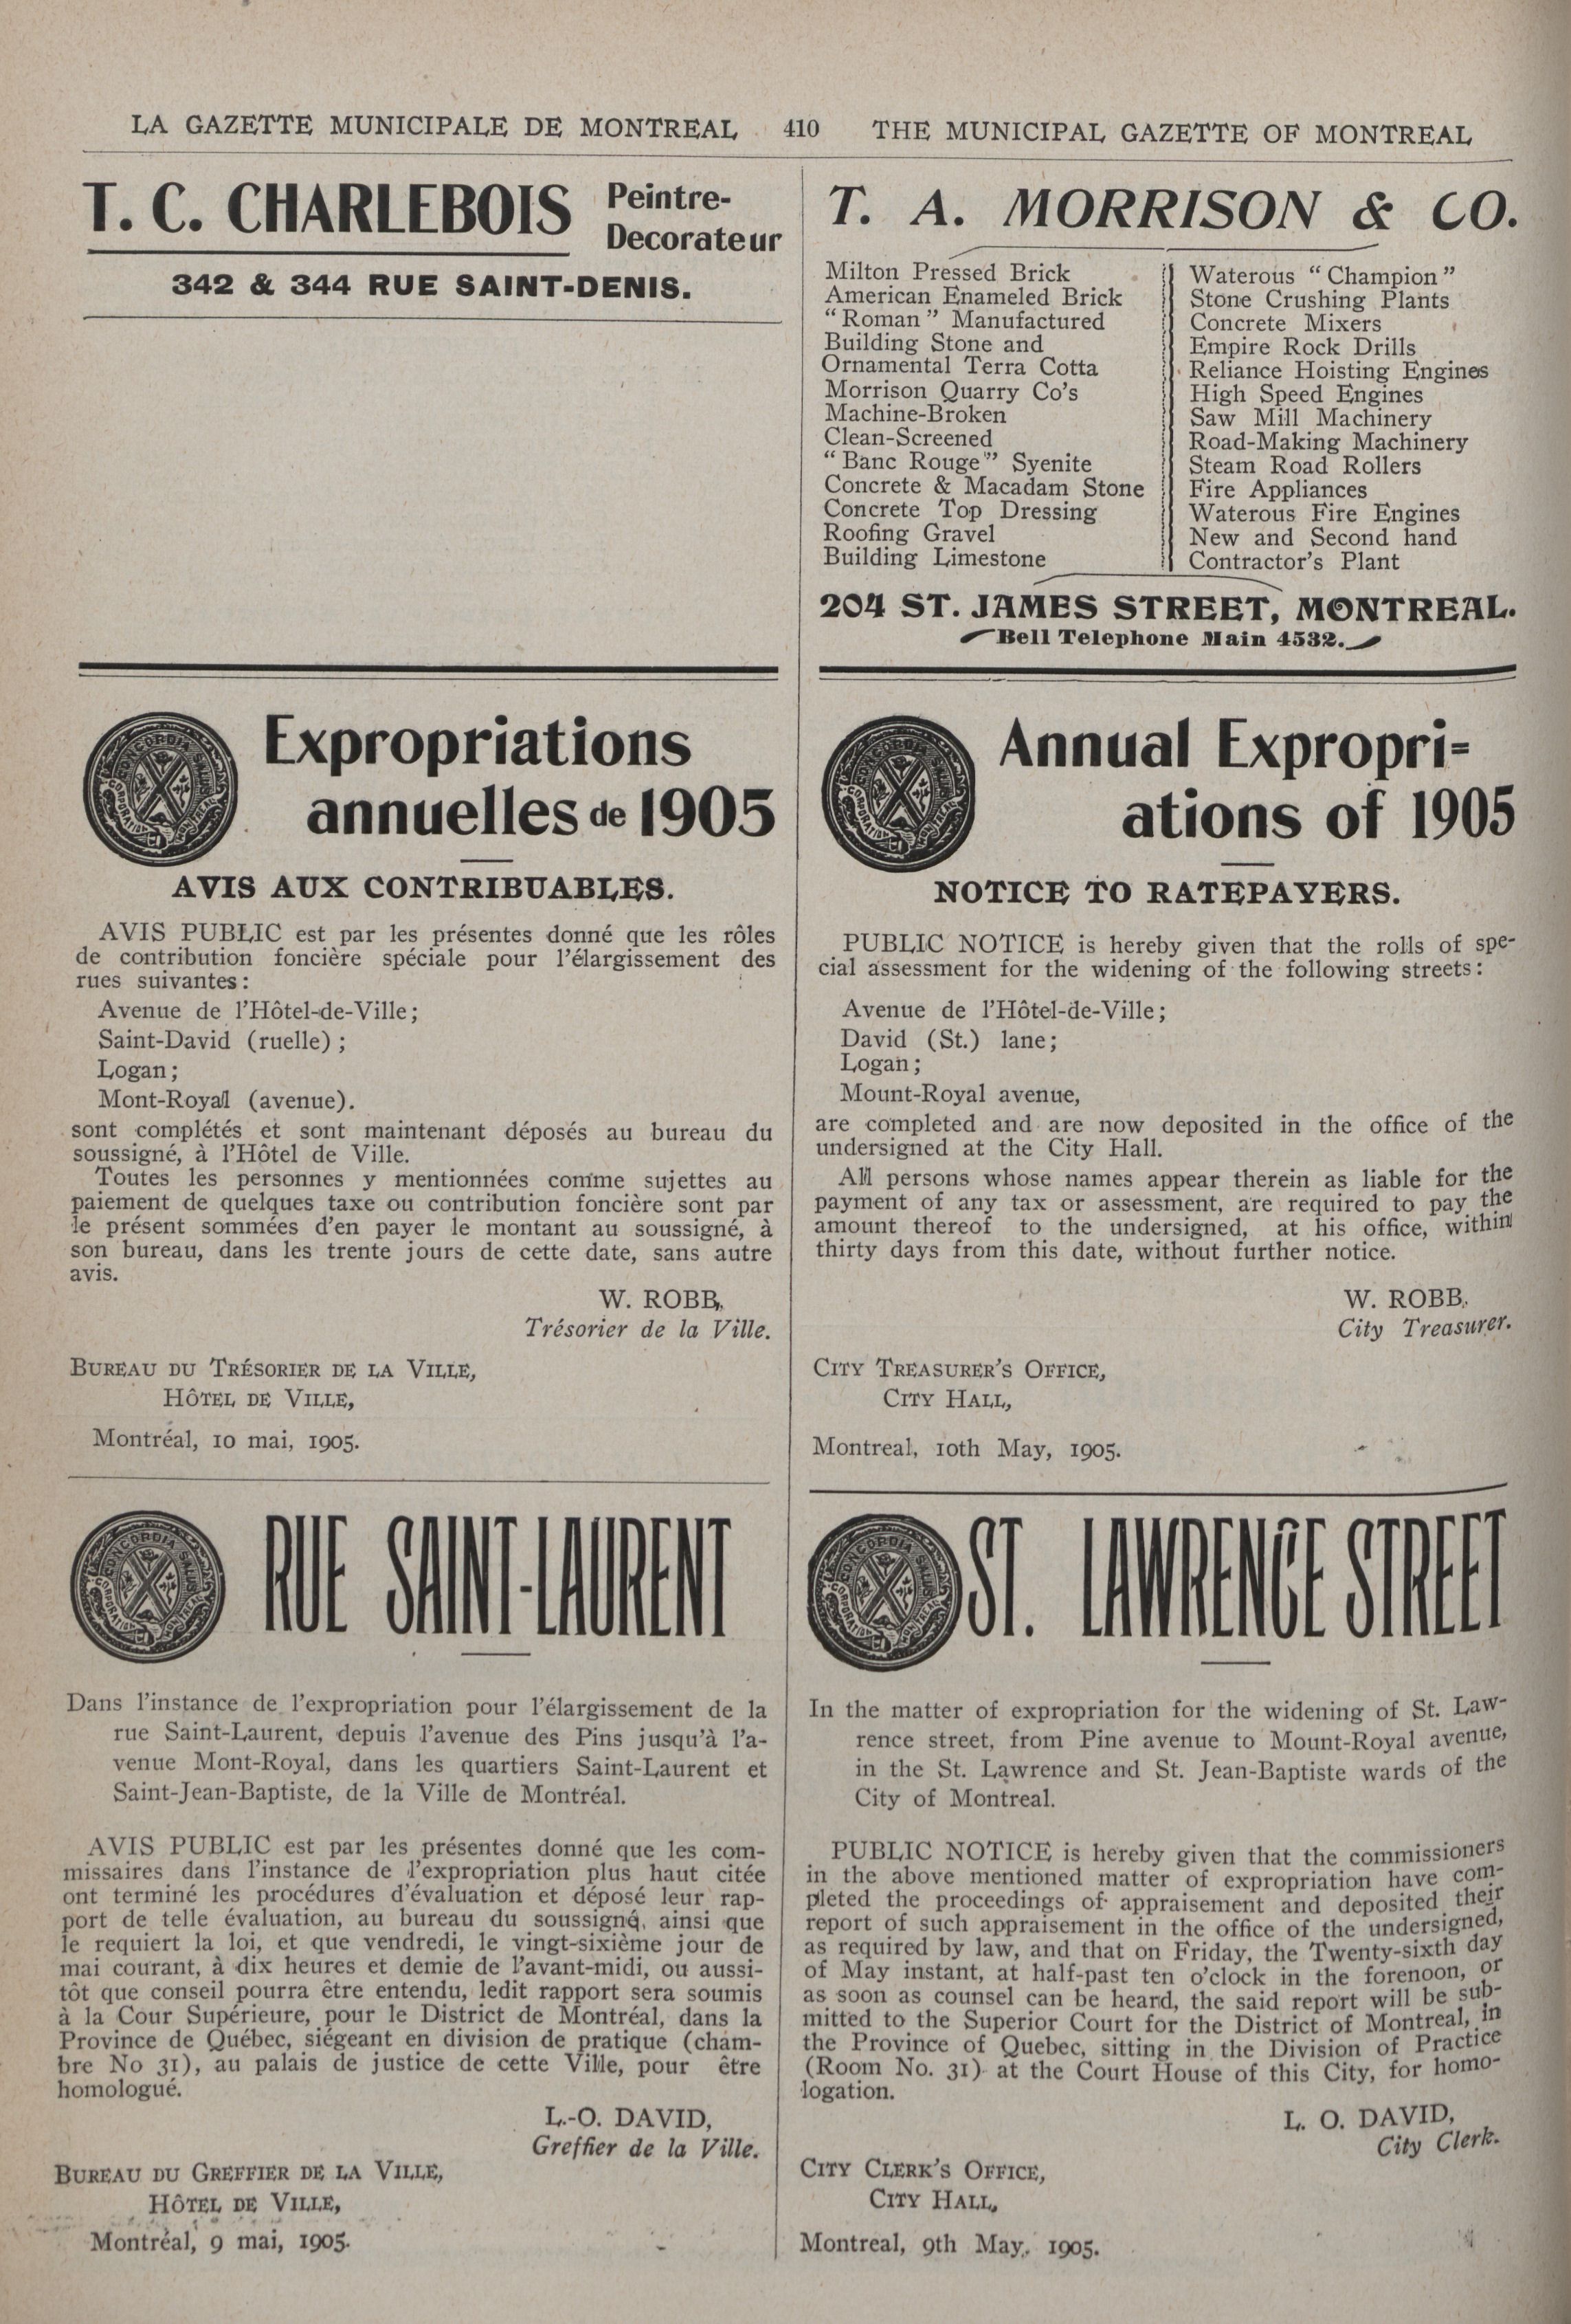 LA GAZETTE MUNICIPALE DE MONTREAL 410 THE MUNICIPAL GAZETTE OF MONTREAL
T. C. CHARLEBOIS Peintre-
Decorateur
342 & 344 RUE SAINT-DENIS.
T. A. MORRISON & CO.
Milton Pressed Brick
American Enameled Brick
“Roman” Manufactured
Building Stone and
Ornamental Terra Cotta
Morrison Quarry Co's
Machine-Broken
Clean-Screened
“Banc Rouge” Syenite
Concrete & Macadam Stone
Concrete Top Dressing
Roofing Gravel
Building Limestone
Waterous “Champion”
Stone Crushing Plants
Concrete Mixers
Empire Rock Drills
Reliance Hoisting Engines
High Speed Engines
Saw Mill Machinery
Road-Making Machinery
Steam Road Rollers
Fire Appliances
Waterous Fire Engines
New and Second hand
Contractor's Plant
204 ST. JAMES STREET, MONTREAL.
Bell Telephone Main 4532.
CONCORDIA SALUS
Expropriations
annuelles de 1905
AVIS AUX CONTRIBUABLES.
AVIS PUBLIC est par les présentes donné que les rôles
de contribution foncière spéciale pour l'élargissement des
rues suivantes:
Avenue de l'Hôtel-de-Ville;
Saint-David (ruelle);
Logan;
Mont-Royal (avenue).
sont complétés et sont maintenant déposés au bureau du
soussigné, à l'Hôtel de Ville.
Toutes les personnes y mentionnées comme sujettes au
paiement de quelques taxe ou contribution foncière sont par
le présent sommées d'en payer le montant au soussigné, à
son bureau, dans les trente jours de cette date, sans autre
avis.
W. ROBB,
Trésorier de la Ville.
BUREAU DU TRÉSORIER DE LA VILLE,
HÔTEL DE VILLE,
Montréal, 10 mai, 1905.
CONCORDIA SALUS
RUE SAINT-LAURENT
Dans l'instance de l'expropriation pour l'élargissement de la
rue Saint-Laurent, depuis l'avenue des Pins jusqu'à l'a-
venue Mont-Royal, dans les quartiers Saint-Laurent et
Saint-Jean-Baptiste, de la Ville de Montréal.
AVIS PUBLIC est par les présentes donné que les com-
missaires dans l'instance de l'expropriation plus haut citée
ont terminé les procédures d'évaluation et déposé leur rap-
port de telle évaluation, au bureau du soussigné, ainsi que
le requiert la loi, et que vendredi, le vingt-sixième jour de
mai courant, à dix heures et demie de l'avant-midi, ou aussi-
tôt que conseil pourra être entendu, ledit rapport sera soumis
à la Cour Supérieure, pour le District de Montréal, dans la
Province de Québec, siégeant en division de pratique (cham-
bre No 31), au palais de justice de cette Ville, pour être
homologué.
L.-O. DAVID,
Greffier de la Ville.
BUREAU DU GREFFIER DE LA VILLE,
HÔTEL DE VILLE,
Montréal, 9 mai, 1905.
CONCORDIA SALUS
Annual Expropri-
ations of 1905
NOTICE TO RATEPAYERS.
PUBLIC NOTICE is hereby given that the rolls of spe-
cial assessment for the widening of the following streets:
Avenue de l'Hôtel-de-Ville;
David (St.) lane;
Logan;
Mount-Royal avenue,
are completed and are now deposited in the office of the
undersigned at the City Hall.
All persons whose names appear therein as liable for the
payment of any tax or assessment, are required to pay the
amount thereof to the undersigned, at his office, within
thirty days from this date, without further notice.
W. ROBB,
City Treasurer.
CITY TREASURER'S OFFICE,
CITY HALL,
Montreal, 10th May, 1905.
CONCORDIA SALUS
ST. LAWRENCE STREET
In the matter of expropriation for the widening of St. Law-
rence street, from Pine avenue to Mount-Royal avenue,
in the St. Lawrence and St. Jean-Baptiste wards of the
City of Montreal.
PUBLIC NOTICE is hereby given that the commissioners
in the above mentioned matter of expropriation have com-
pleted the proceedings of appraisement and deposited their
report of such appraisement in the office of the undersigned,
as required by law, and that on Friday, the Twenty-sixth day
of May instant, at half-past ten o'clock in the forenoon, or
as soon as counsel can be heard, the said report will be sub-
mitted to the Superior Court for the District of Montreal, in
the Province of Quebec, sitting in the Division of Practice
(Room No. 31) at the Court House of this City, for homo-
logation.
L. O. DAVID,
City Clerk.
CITY CLERK'S OFFICE,
CITY HALL,
Montreal, 9th May, 1905.